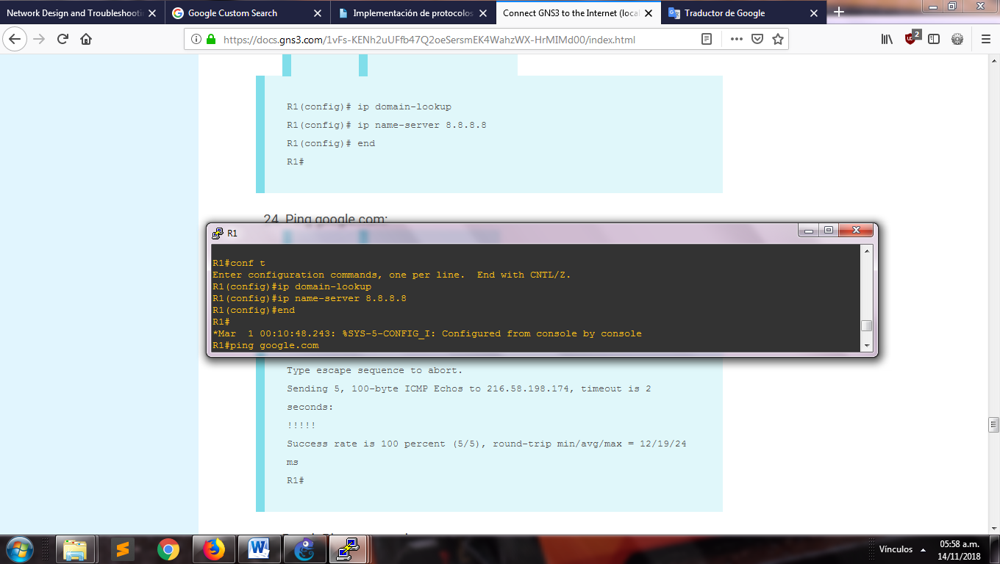 Network Design and Troubleshootin
Google Custom Search
Implementación de protocolos
Connect GNS3 to the Internet (local
Traductor de Google
https://docs.gns3.com/1vFs-KENh2uUFfb47Q2oeSersmEK4WahzWX-HrMIMd00/index.html
2
R1(config)# ip domain-lookup
R1(config)# ip name-server 8.8.8.8
R1(config)# end
R1#
24. Ping google.com:
R1
R1#conf t
Enter configuration commands, one per line.  End with CNTL/Z.
R1(config)#ip domain-lookup
R1(config)#ip name-server 8.8.8.8
R1(config)#end
R1#
*Mar  1 00:10:48.243: %SYS-5-CONFIG_I: Configured from console by console
R1#ping google.com
Type escape sequence to abort.
Sending 5, 100-byte ICMP Echos to 216.58.198.174, timeout is 2
seconds:
!!!!!
Success rate is 100 percent (5/5), round-trip min/avg/max = 12/19/24
ms
R1#
Vínculos
05:58 a.m.
14/11/2018